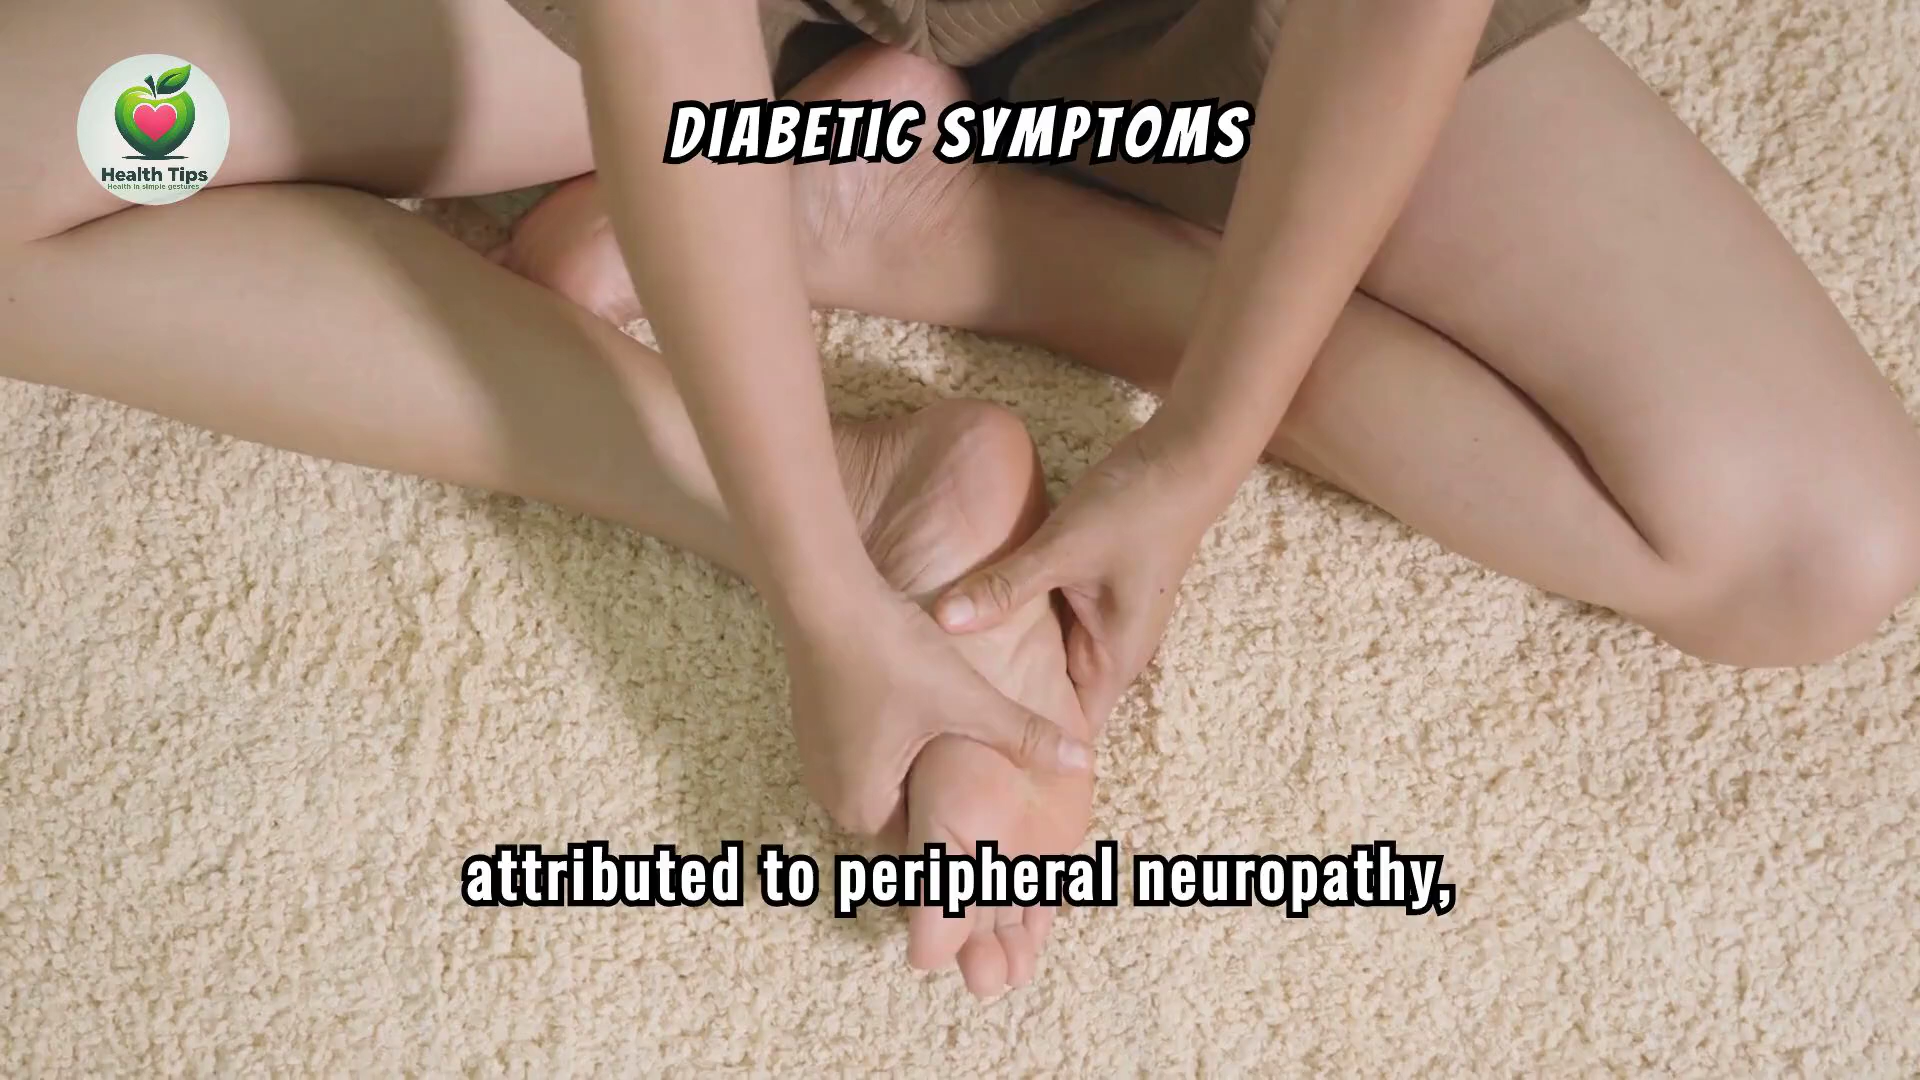 DIABETIC SYMPTOMS
Health Tips
Health in simple gestures
attributed to peripheral neuropathy,